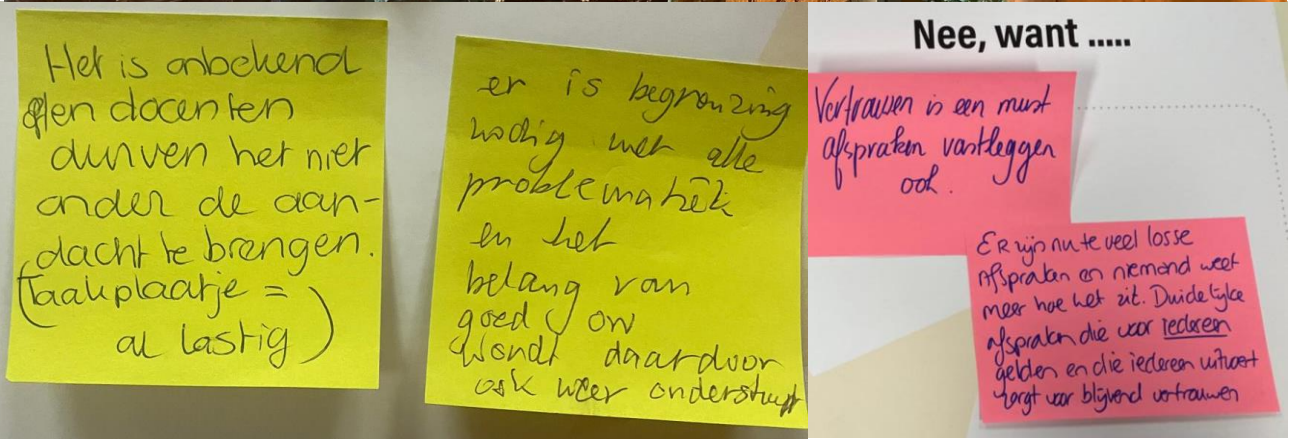 Het is onbekend
en docenten
durven het niet
onder de aan-
dacht te brengen.
(Taakplaatje =
al lastig)
er is begrenzing
nodig met alle
problematiek
en het
belang van
goed ow
wordt daardoor
ook weer ondersteunt
Nee, want .....
Vertrouwen is een must
afspraken vastleggen
ook.
ER zijn nu te veel losse
Afspraken en niemand weet
meer hoe het zit. Duidelijke
afspraken die voor iedereen
gelden en die iedereen uitvoert
zorgt voor blijvend vertrouwen